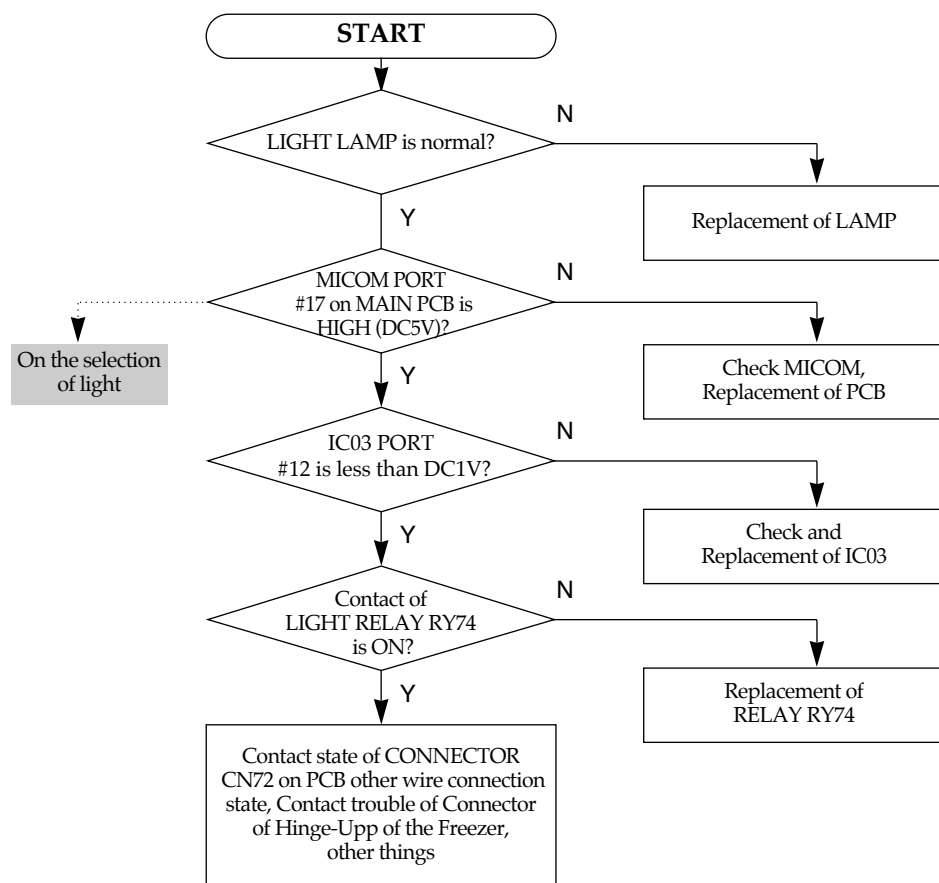 START
LIGHT LAMP is normal?
N
Replacement of LAMP
Y
MICOM PORT
#17 on MAIN PCB is
HIGH (DC5V)?
N
On the selection
of light
Check MICOM,
Replacement of PCB
Y
IC03 PORT
#12 is less than DC1V?
N
Check and
Replacement of IC03
Y
Contact of
LIGHT RELAY RY74
is ON?
N
Replacement of
RELAY RY74
Y
Contact state of CONNECTOR
CN72 on PCB other wire connection
state, Contact trouble of Connector
of Hinge-Upp of the Freezer,
other things